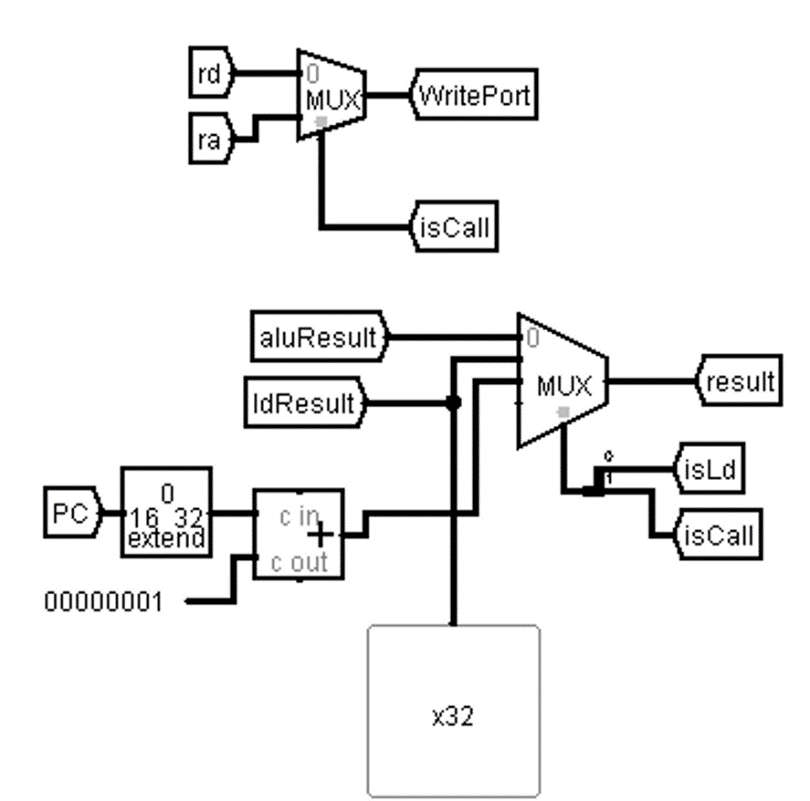 rd
0
MUX
WritePort
ra
isCall
aluResult
0
ldResult
MUX
result
0
1
isLd
isCall
PC
0
16 32
extend
c in
+
c out
00000001
x32